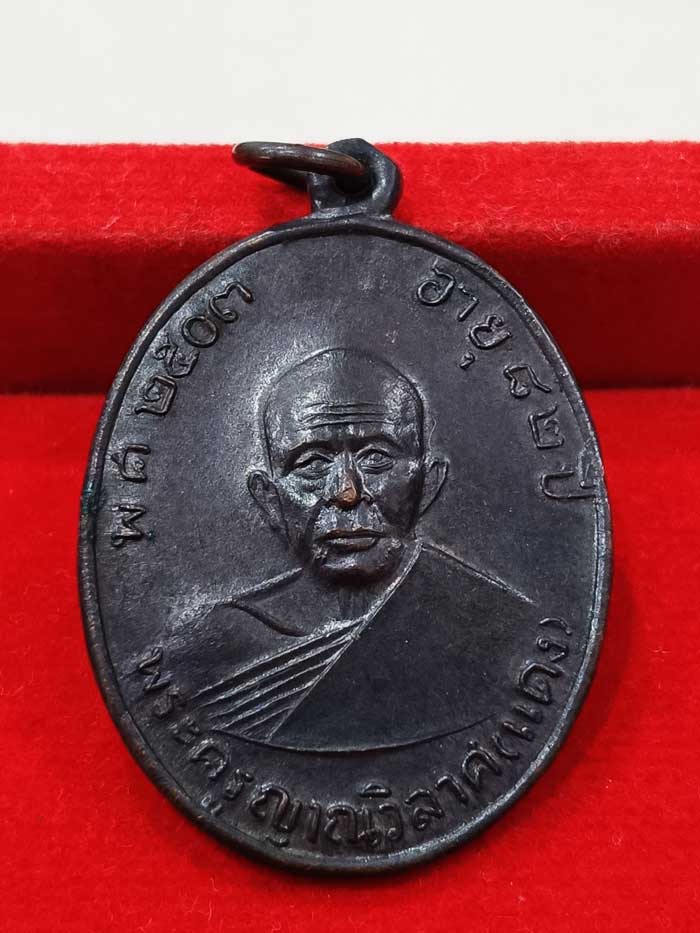 พ ศ ๒๕๐๓
อายุ ๘๒ ปี
พระครูญาณวิลาศ(แดง)